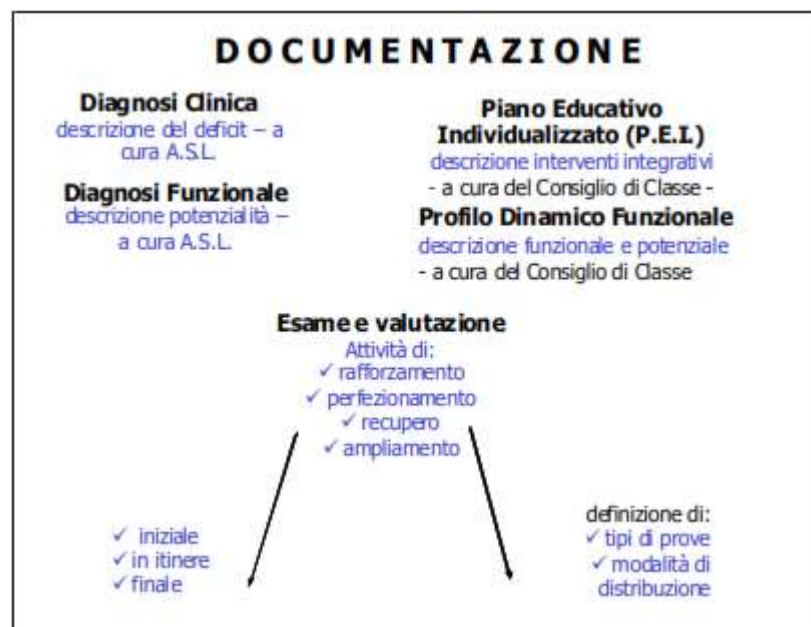 DOCUMENTAZIONE
Diagnosi Clinica
descrizione del deficit – a
cura A.S.L.
Diagnosi Funzionale
descrizione potenzialità –
a cura A.S.L.
Piano Educativo
Individualizzato (P.E.I.)
descrizione interventi integrativi
- a cura del Consiglio di Classe -
Profilo Dinamico Funzionale
descrizione funzionale e potenziale
- a cura del Consiglio di Classe
Esame e valutazione
Attività di:
✓ rafforzamento
✓ perfezionamento
✓ recupero
✓ ampliamento
✓ iniziale
✓ in itinere
✓ finale
definizione di:
✓ tipi di prove
✓ modalità di
distribuzione